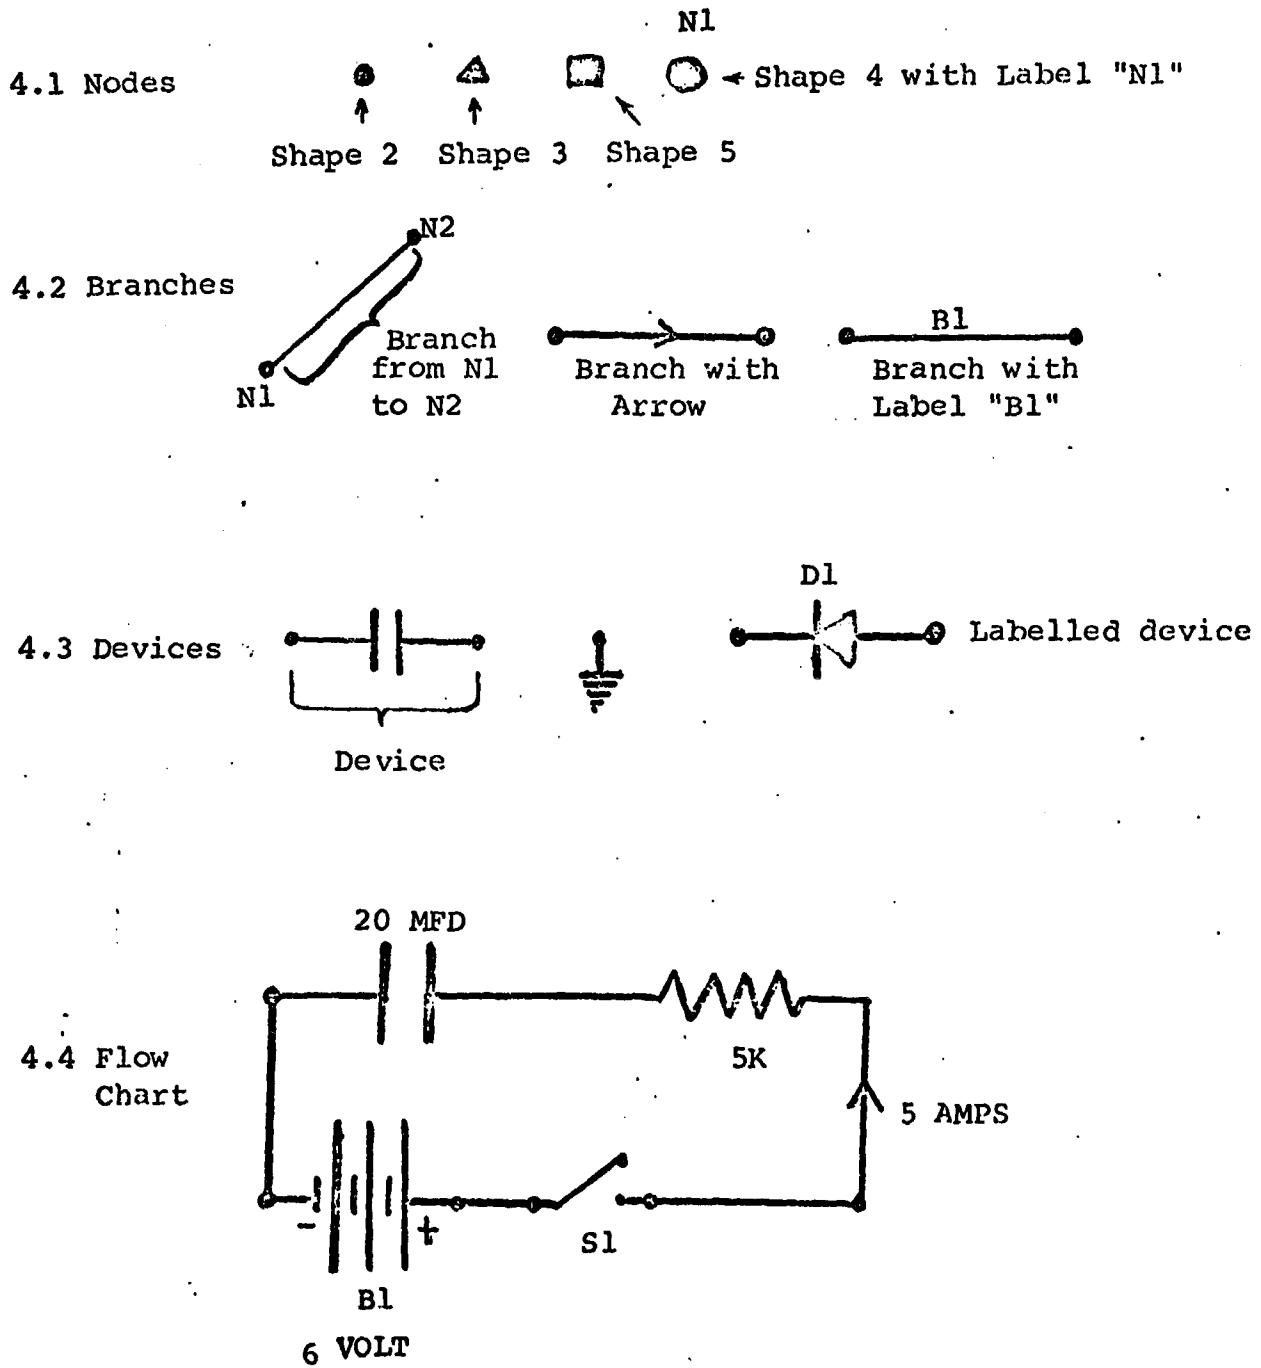 N1
4.1 Nodes
Shape 4 with Label "N1"
Shape 2 Shape 3 Shape 5
N2
4.2 Branches
N1
Branch
from N1
to N2
Branch with
Arrow
B1
Branch with
Label "B1"
4.3 Devices
Device
D1
Labelled device
4.4 Flow
Chart
20 MFD
5K
5 AMPS
- +
S1
B1
6 VOLT